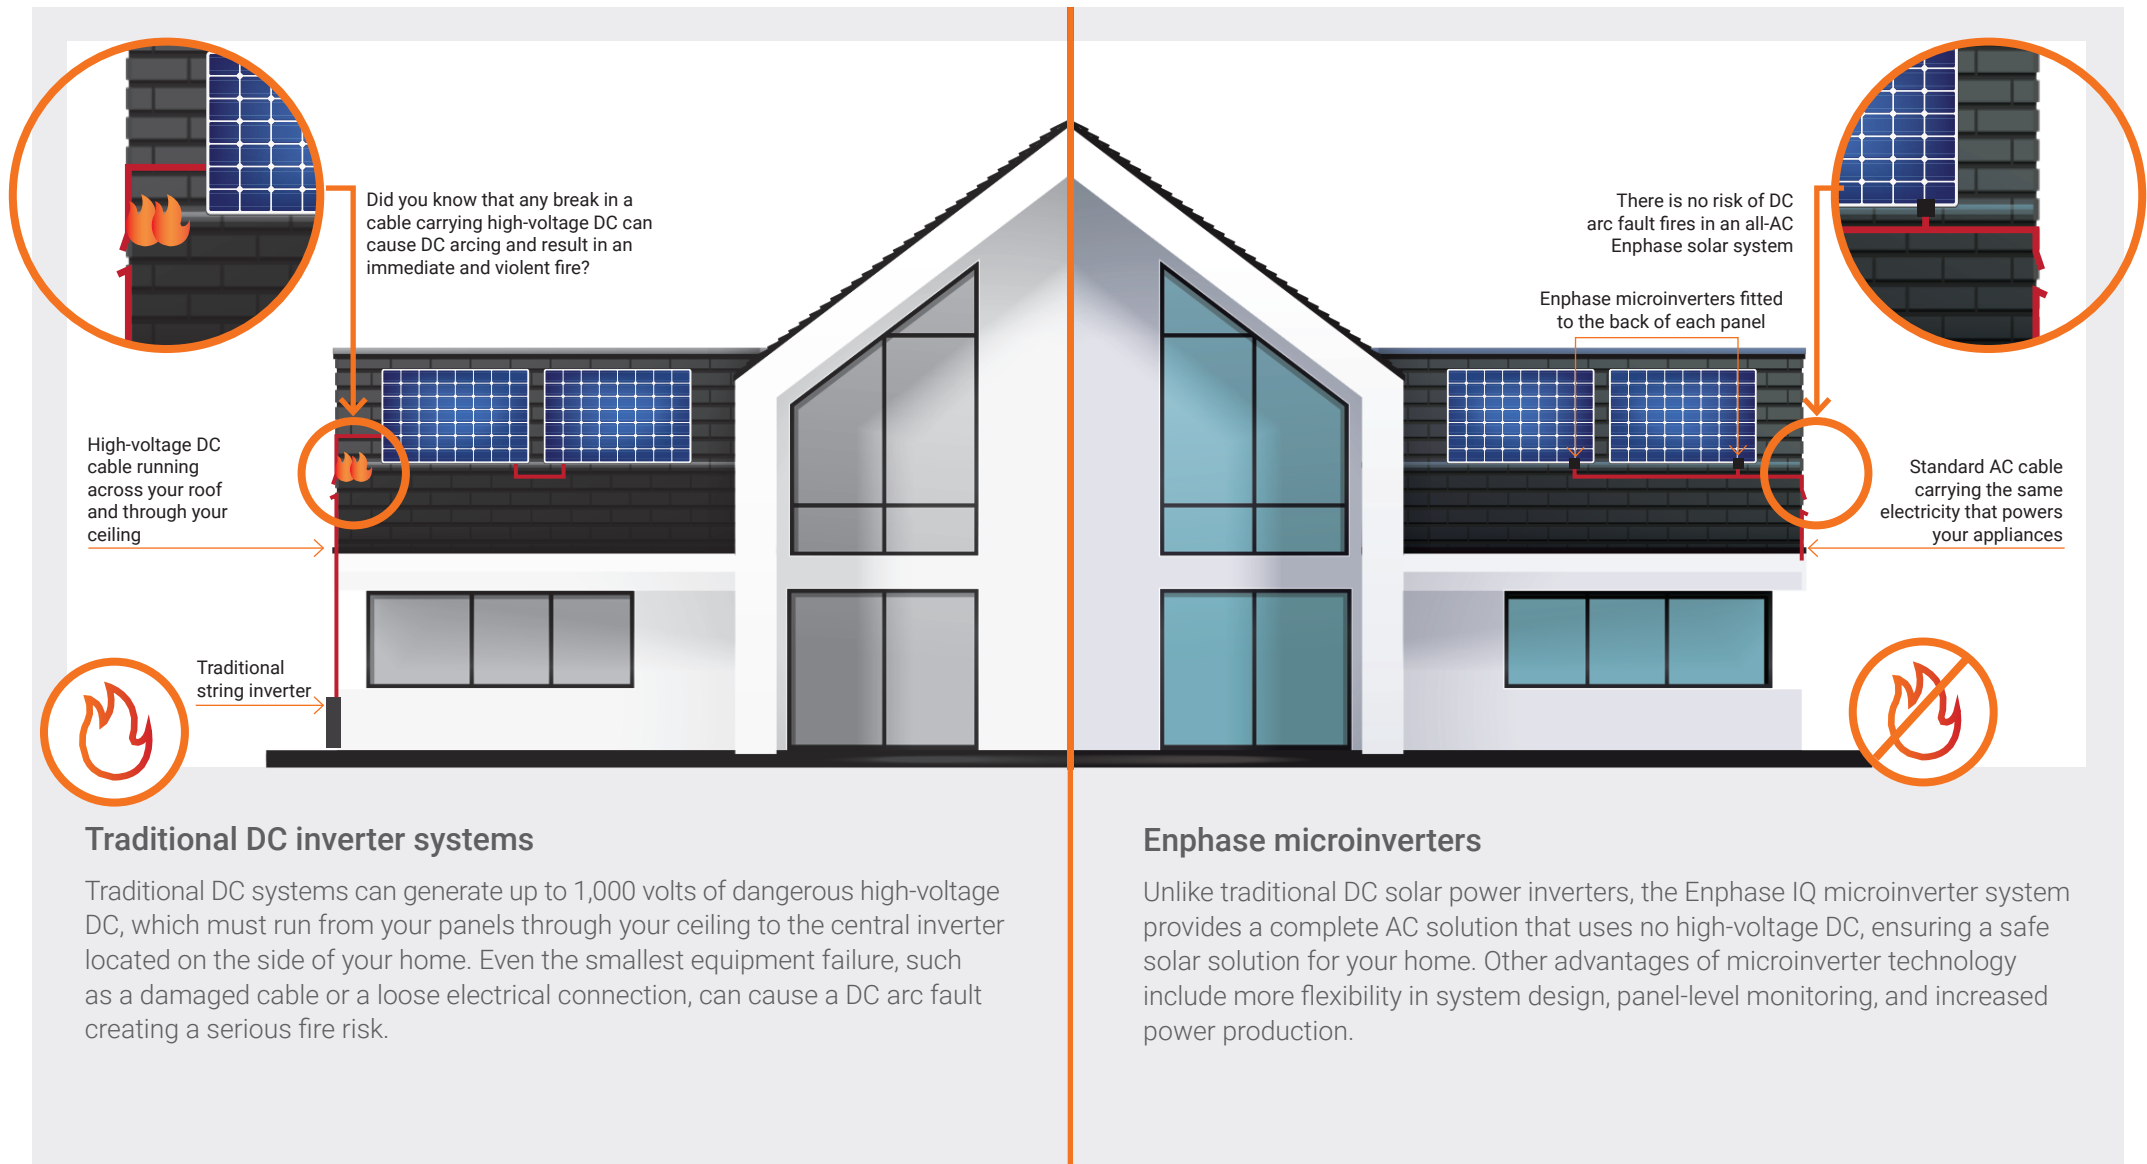 Did you know that any break in a
cable carrying high-voltage DC can
cause DC arcing and result in an
immediate and violent fire?
High-voltage DC
cable running
across your roof
and through your
ceiling
Traditional
string inverter
There is no risk of DC
arc fault fires in an all-AC
Enphase solar system
Enphase microinverters fitted
to the back of each panel
Standard AC cable
carrying the same
electricity that powers
your appliances
Traditional DC inverter systems
Traditional DC systems can generate up to 1,000 volts of dangerous high-voltage
DC, which must run from your panels through your ceiling to the central inverter
located on the side of your home. Even the smallest equipment failure, such
as a damaged cable or a loose electrical connection, can cause a DC arc fault
creating a serious fire risk.
Enphase microinverters
Unlike traditional DC solar power inverters, the Enphase IQ microinverter system
provides a complete AC solution that uses no high-voltage DC, ensuring a safe
solar solution for your home. Other advantages of microinverter technology
include more flexibility in system design, panel-level monitoring, and increased
power production.